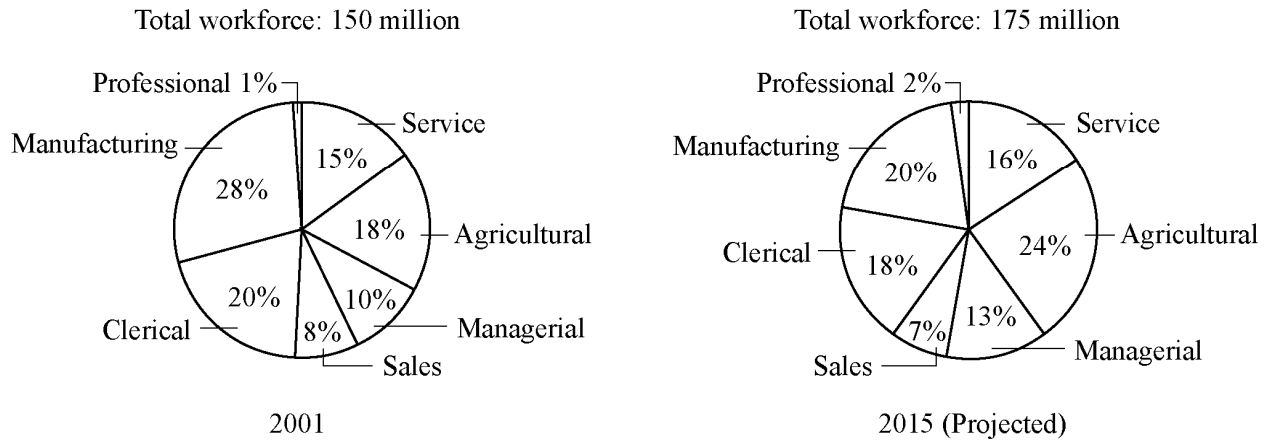 Total workforce: 150 million
Professional 1%
Service
Manufacturing
15%
28%
18%
Agricultural
20%
10%
Clerical
8%
Managerial
Sales
2001
Total workforce: 175 million
Professional 2%
Service
Manufacturing
16%
20%
Agricultural
24%
Clerical
18%
13%
7%
Managerial
Sales
2015 (Projected)